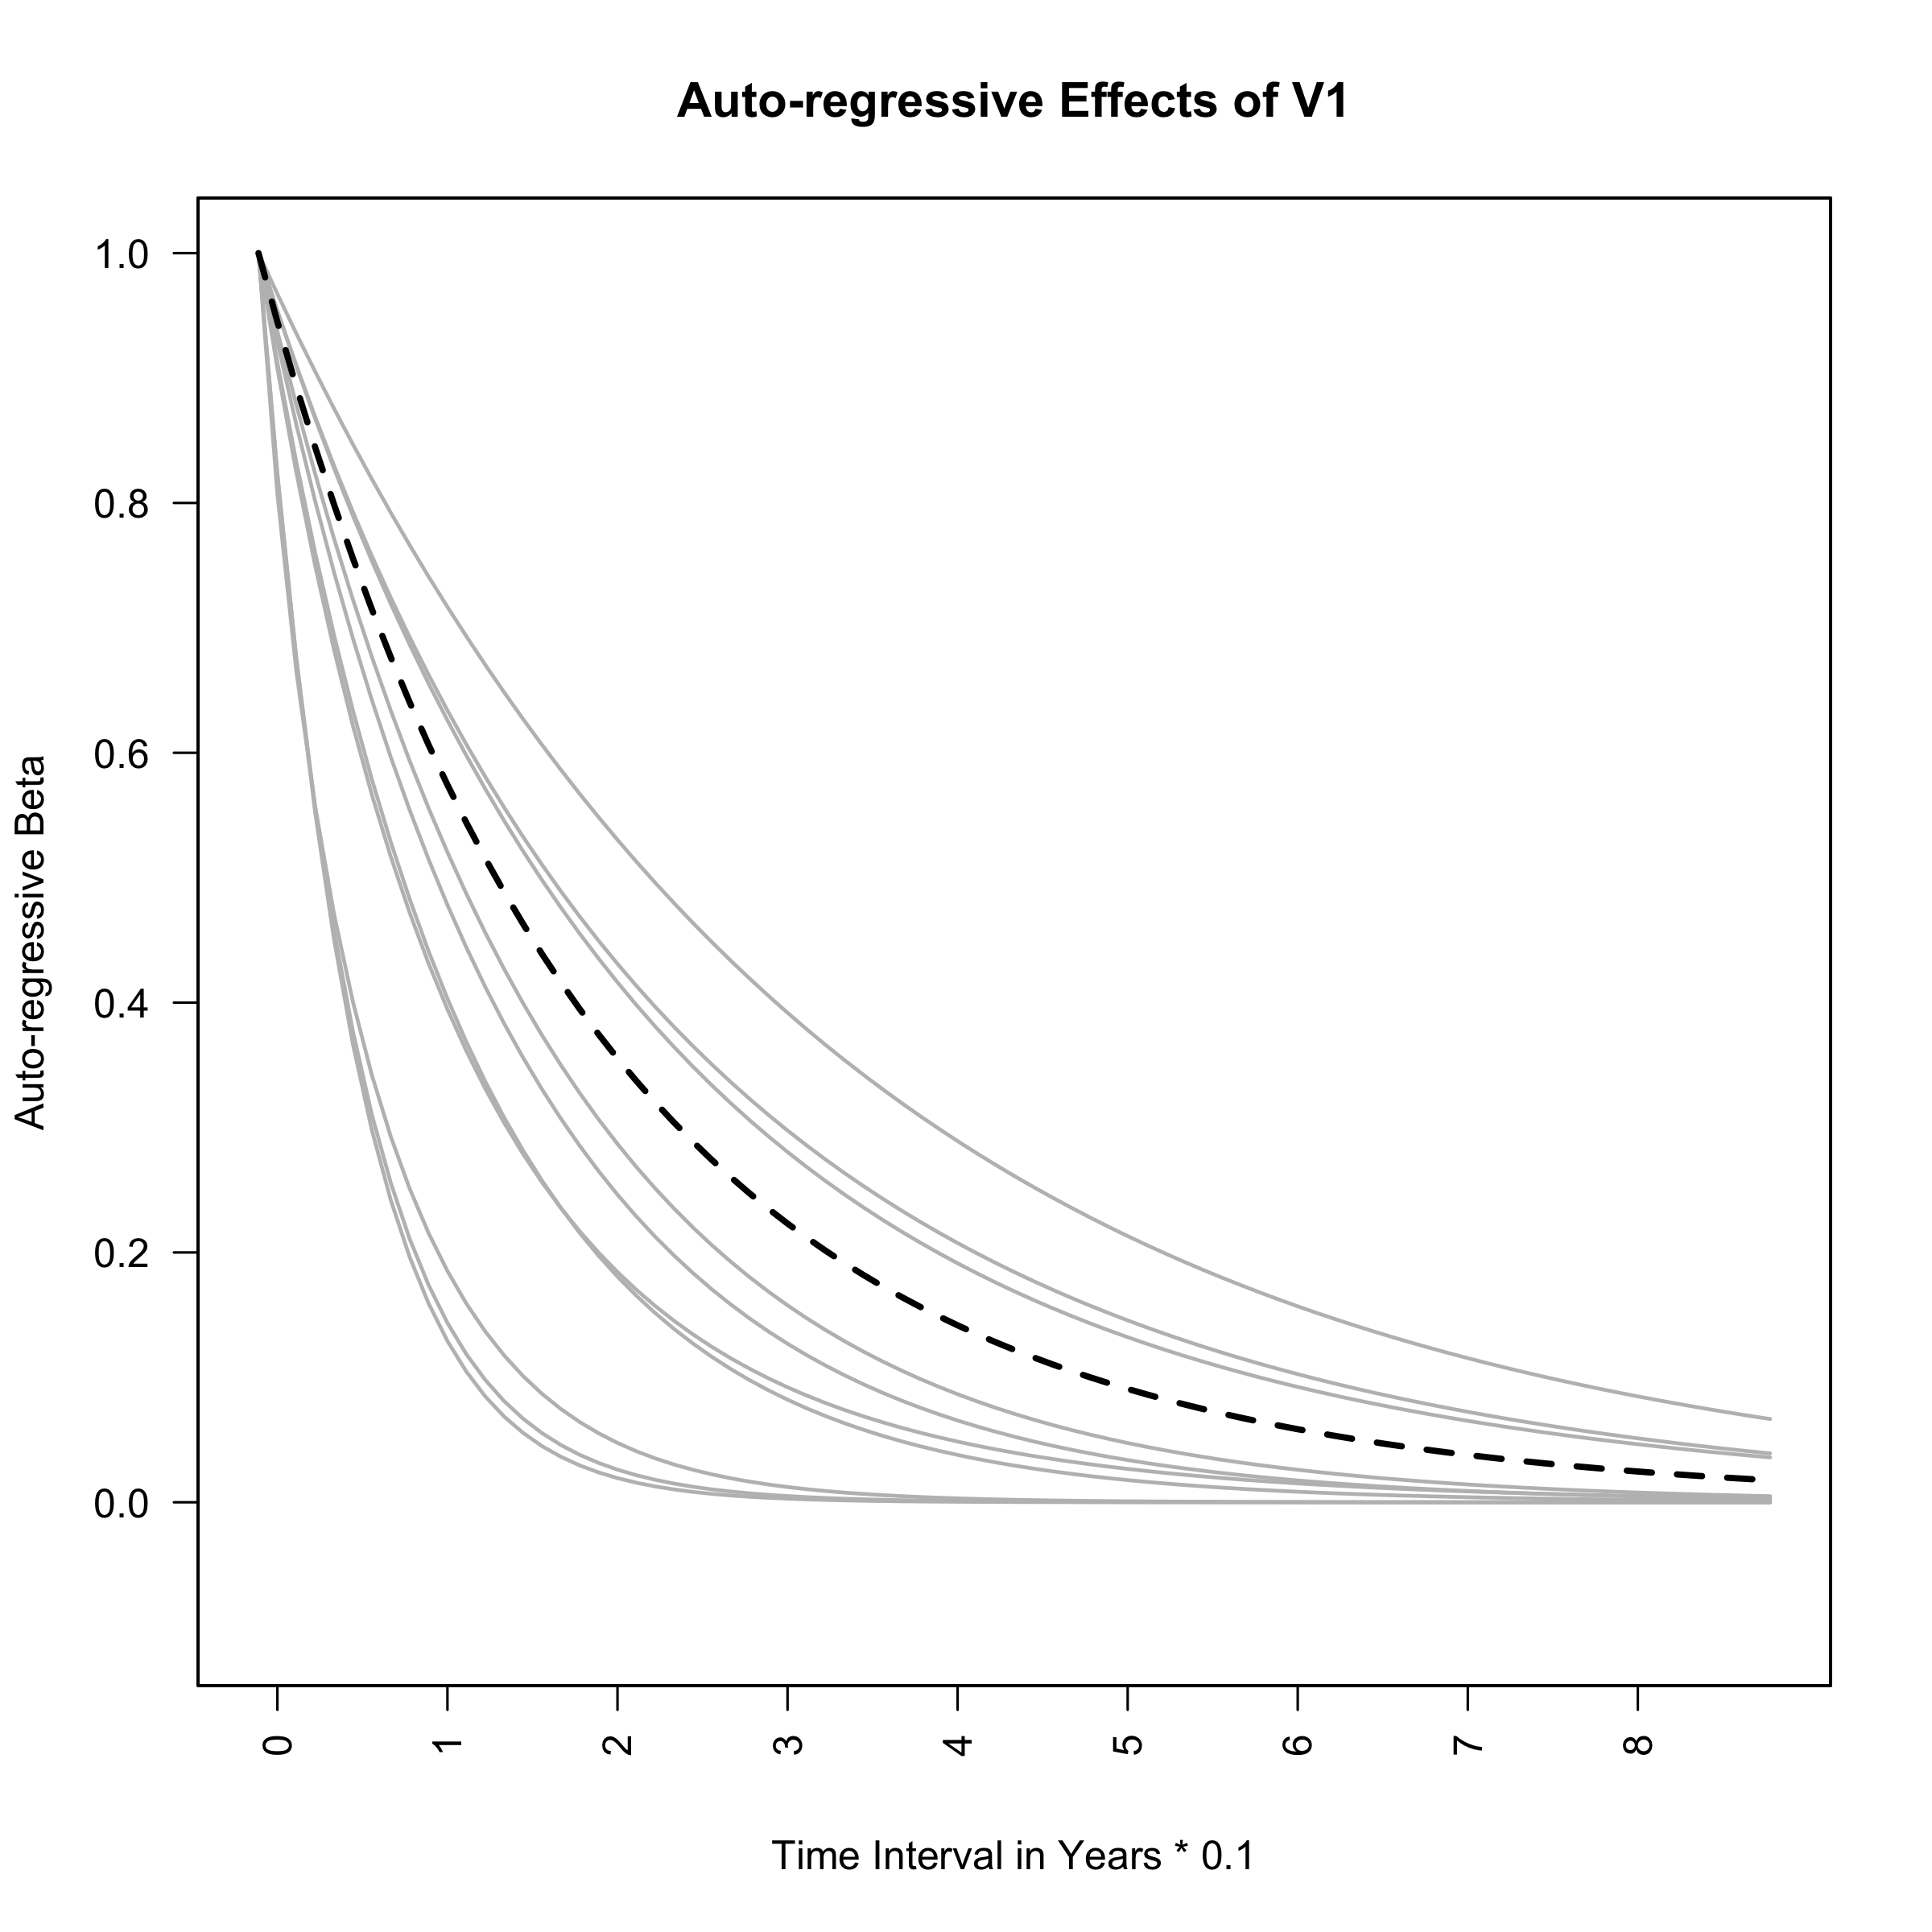 Auto-regressive Effects of V1
1.0
0.8
0.6
0.4
0.2
0.0
Auto-regressive Beta
0 1 2 3 4 5 6 7 8
Time Interval in Years * 0.1